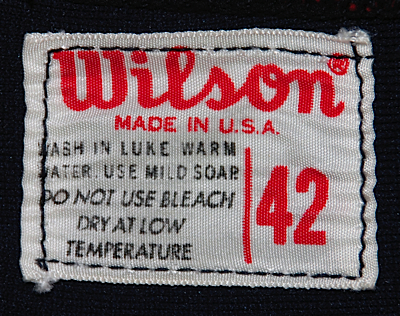 Wilson®
MADE IN U.S.A.
WASH IN LUKE WARM
WATER. USE MILD SOAP.
DO NOT USE BLEACH
DRY AT LOW
TEMPERATURE
42